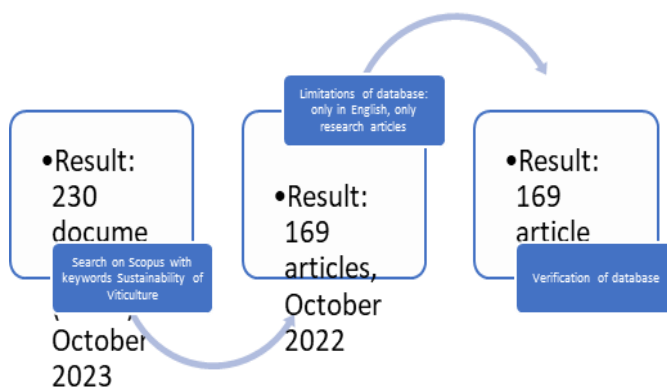 •Result:
230
docume
Search on Scopus with
keywords Sustainability of
Viticulture
October
2023
Limitations of database:
only in English, only
research articles
•Result:
169
articles,
October
2022
•Result:
169
article
Verification of database